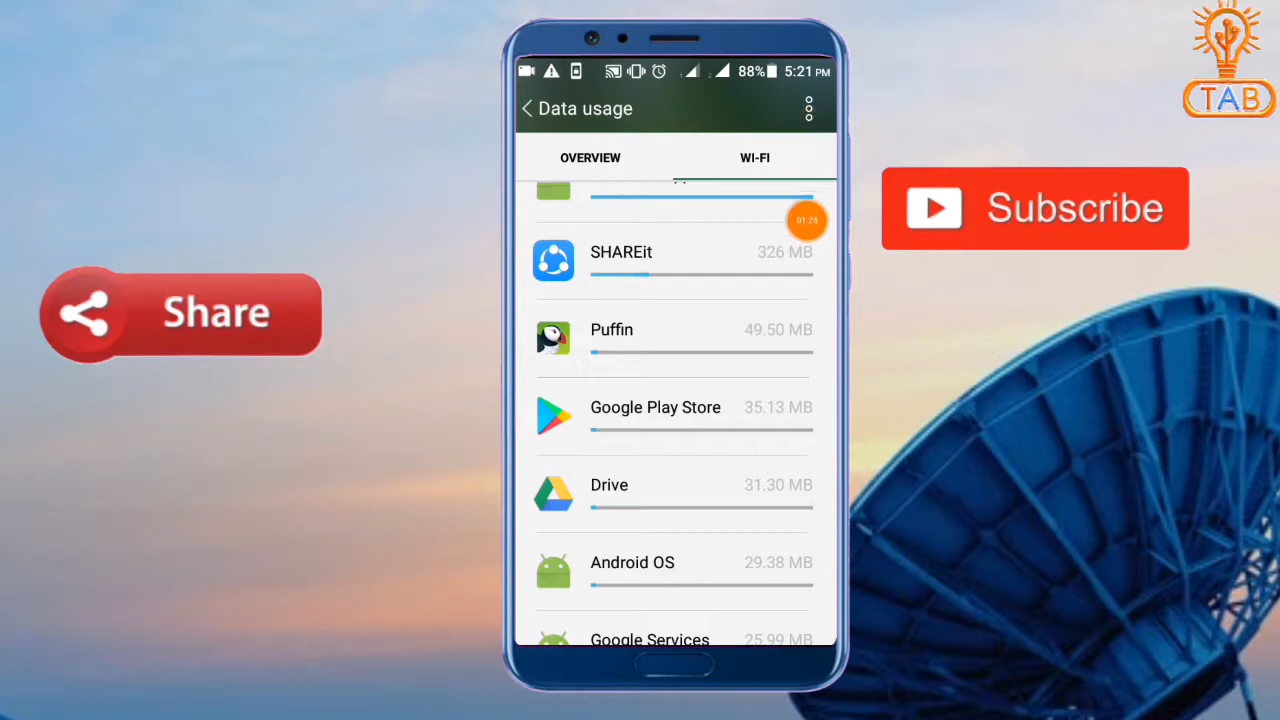 TAB
88% 5:21 PM
Data usage
OVERVIEW WI-FI
SHAREit 326 MB
Puffin 49.50 MB
Google Play Store 35.13 MB
Drive 31.30 MB
Android OS 29.38 MB
Google Services 25.99 MB
Subscribe
Share